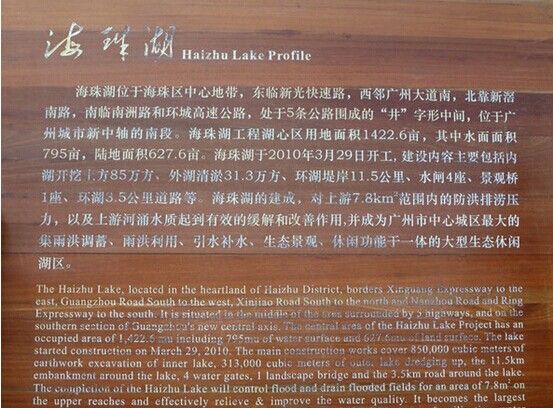 海珠湖 Haizhu Lake Profile
海珠湖位于海珠区中心地带，东临新光快速路，西邻广州大道南，北靠新滘
南路，南临南洲路和环城高速公路，处于5条公路围成的“井”字形中间，位于广
州城市新中轴的南段。海珠湖工程湖心区用地面积1422.6亩，其中水面面积
795亩，陆地面积627.6亩。海珠湖于2010年3月29日开工，建设内容主要包括内
湖开挖土方85万方、外湖清淤31.3万方、环湖堤岸11.5公里、水闸4座、景观桥
1座、环湖3.5公里道路等。海珠湖的建成，对上游7.8km²范围内的防洪排涝压
力，以及上游河涌水质起到有效的缓解和改善作用,并成为广州市中心城区最大的
集雨洪调蓄、雨洪利用、引水补水、生态景观、休闲功能于一体的大型生态休闲
湖区。
The Haizhu Lake, located in the heartland of Haizhu District, borders Xinguang Expressway to the
east, Guangzhou Road South to the west, Xinjiao Road South to the north and Nanzhou Road and Ring
Expressway to the south. It is situated in the middle of the area surrounded by 5 highways, and on the
southern section of Guangzhou's new central axis. The central area of the Haizhu Lake Project has an
occupied area of 1,422.6 mu including 795mu of water surface and 627.6mu of land surface. The lake
started construction on March 29, 2010. The main construction works cover 850,000 cubic meters of
earthwork excavation of inner lake, 313,000 cubic meters of outer lake dredging up, the 11.5km
embankment around the lake, 4 water gates, 1 landscape bridge and the 3.5km road around the lake.
The completion of the Haizhu Lake will control flood and drain flooded fields for an area of 7.8m² on
the upper reaches and effectively relieve & improve the water quality. It becomes the largest